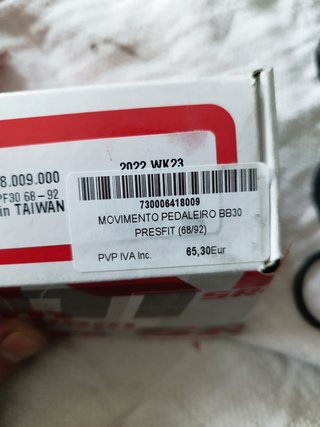 2022 WK23
8.009.000
PF30 68-92
in TAIWAN
730006418009
MOVIMENTO PEDALEIRO BB30
PRESFIT (68/92)
PVP IVA Inc. 65,30Eur